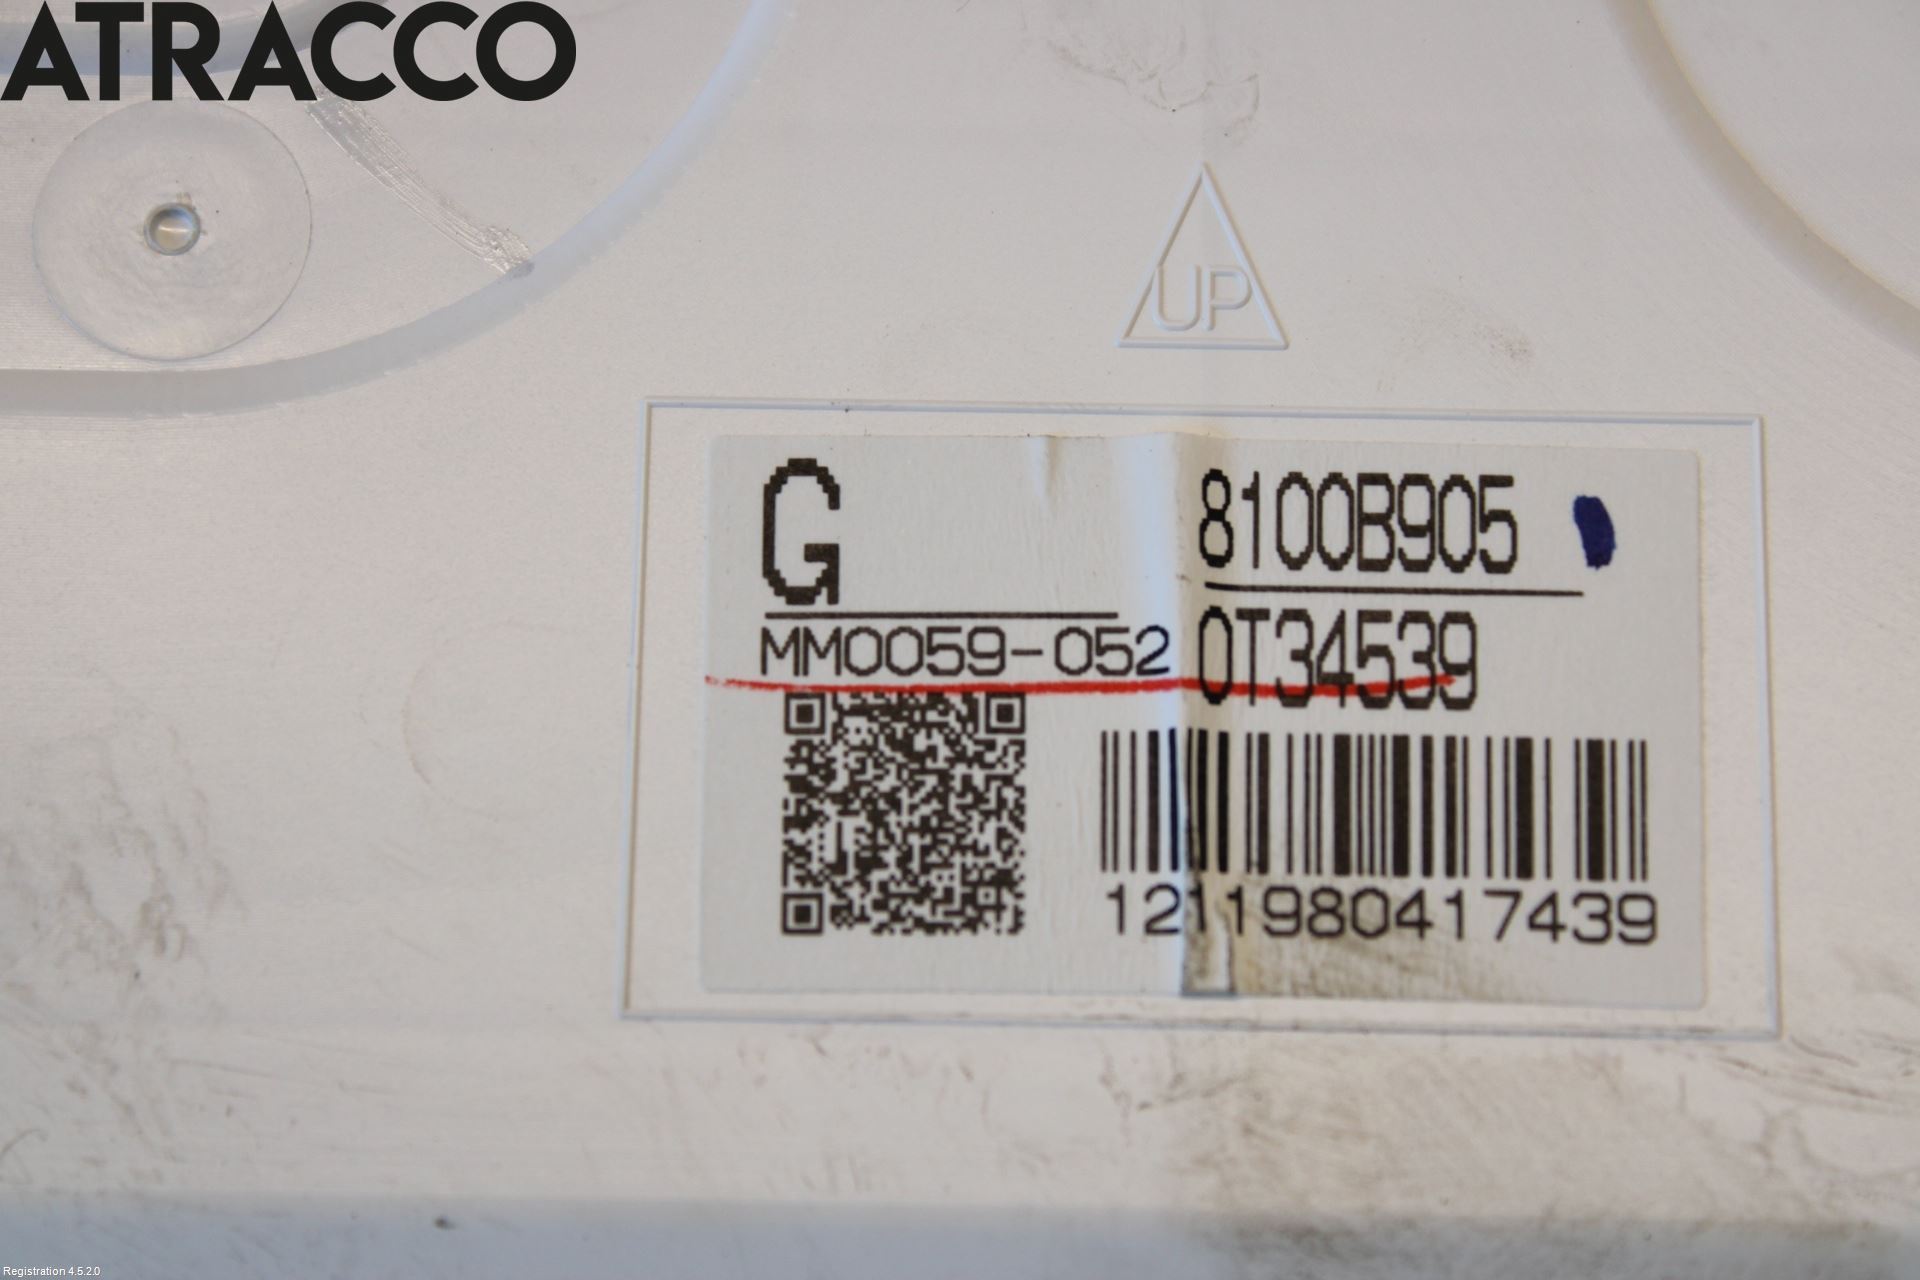 ATRACCO
UP
G
8100B905
MM0059-052
0T34539
1211980417439
Registration 4.5.2.0